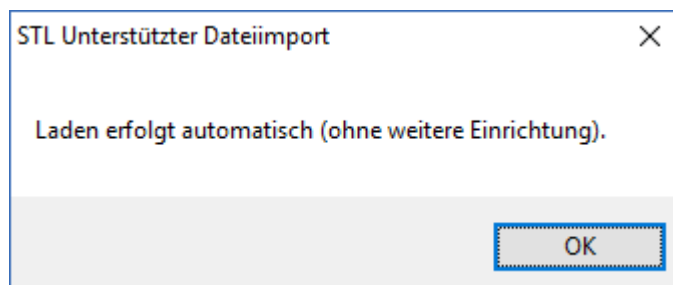 STL Unterstützter Dateiimport
Laden erfolgt automatisch (ohne weitere Einrichtung).
OK